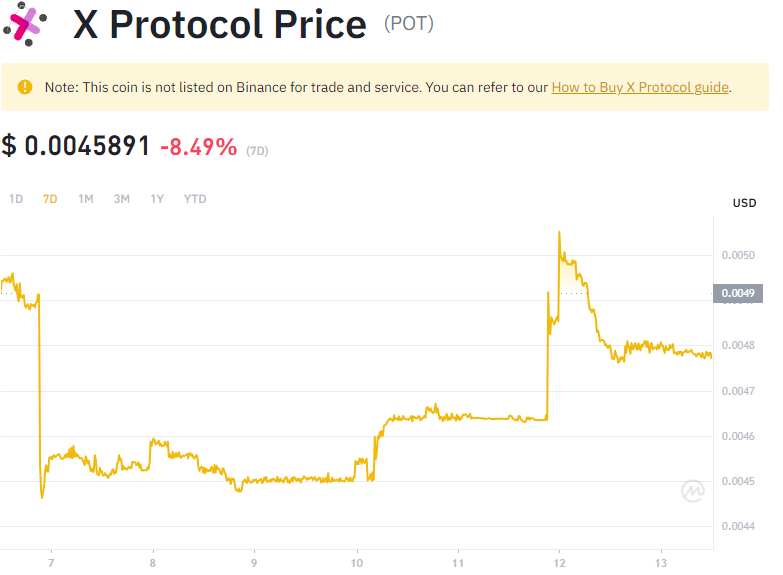 X Protocol Price (POT)
Note: This coin is not listed on Binance for trade and service. You can refer to our How to Buy X Protocol guide.
$ 0.0045891 -8.49% (7D)
1D 7D 1M 3M 1Y YTD
USD
0.0050
0.0049
0.0048
0.0047
0.0046
0.0045
0.0044
7 8 9 10 11 12 13